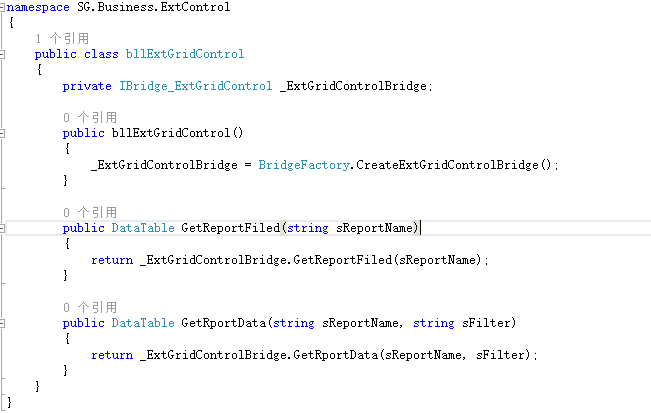 namespace SG.Business.ExtControl
{
1 个引用
public class bllExtGridControl
{
private IBridge_ExtGridControl _ExtGridControlBridge;
0 个引用
public bllExtGridControl()
{
_ExtGridControlBridge = BridgeFactory.CreateExtGridControlBridge();
}
0 个引用
public DataTable GetReportFiled(string sReportName)
{
return _ExtGridControlBridge.GetReportFiled(sReportName);
}
0 个引用
public DataTable GetRportData(string sReportName, string sFilter)
{
return _ExtGridControlBridge.GetRportData(sReportName, sFilter);
}
}
}